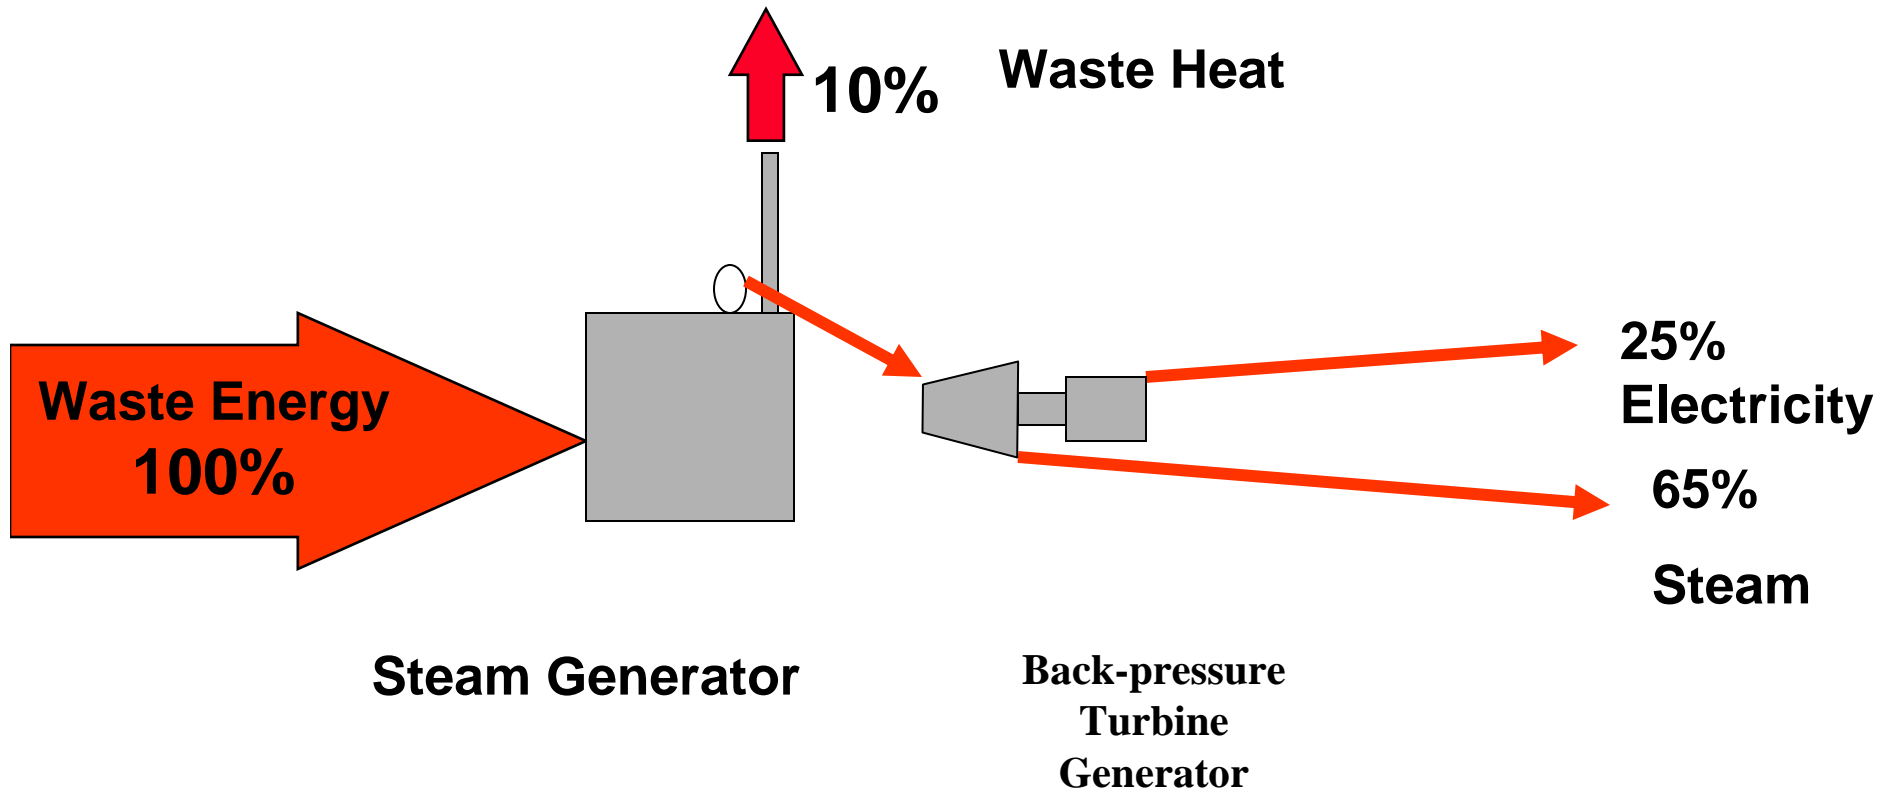 10%
Waste Heat
Waste Energy
100%
25%
Electricity
65%
Steam
Steam Generator
Back-pressure
Turbine
Generator